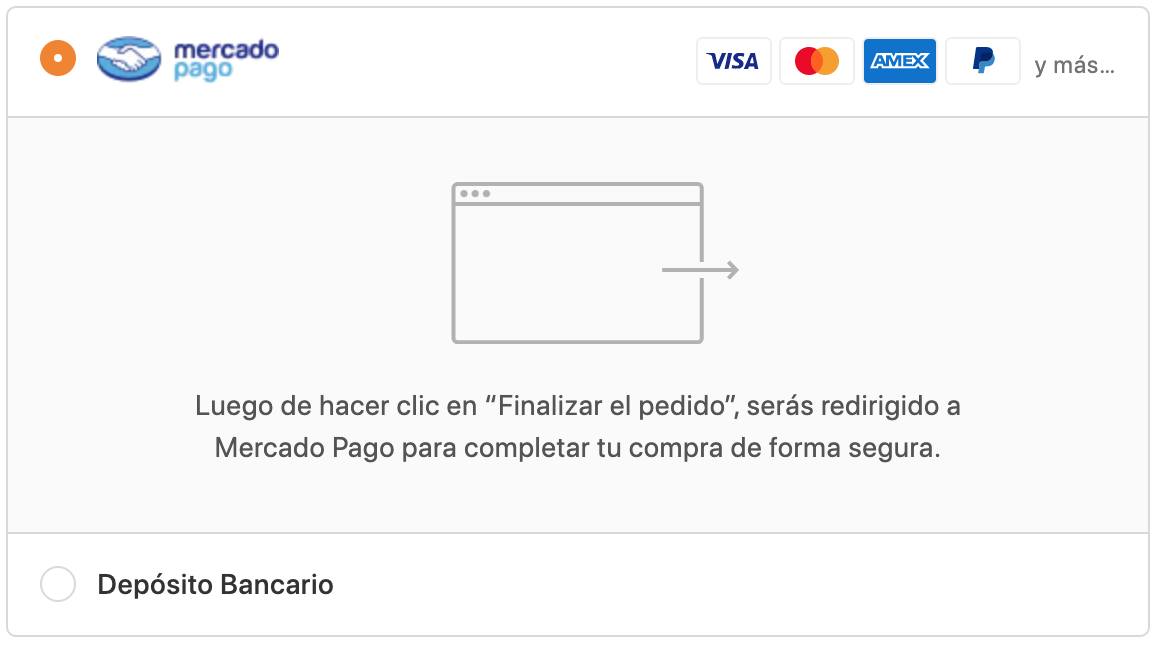 mercado
pago
VISA
AMEX
y más...
Luego de hacer clic en “Finalizar el pedido”, serás redirigido a
Mercado Pago para completar tu compra de forma segura.
Depósito Bancario